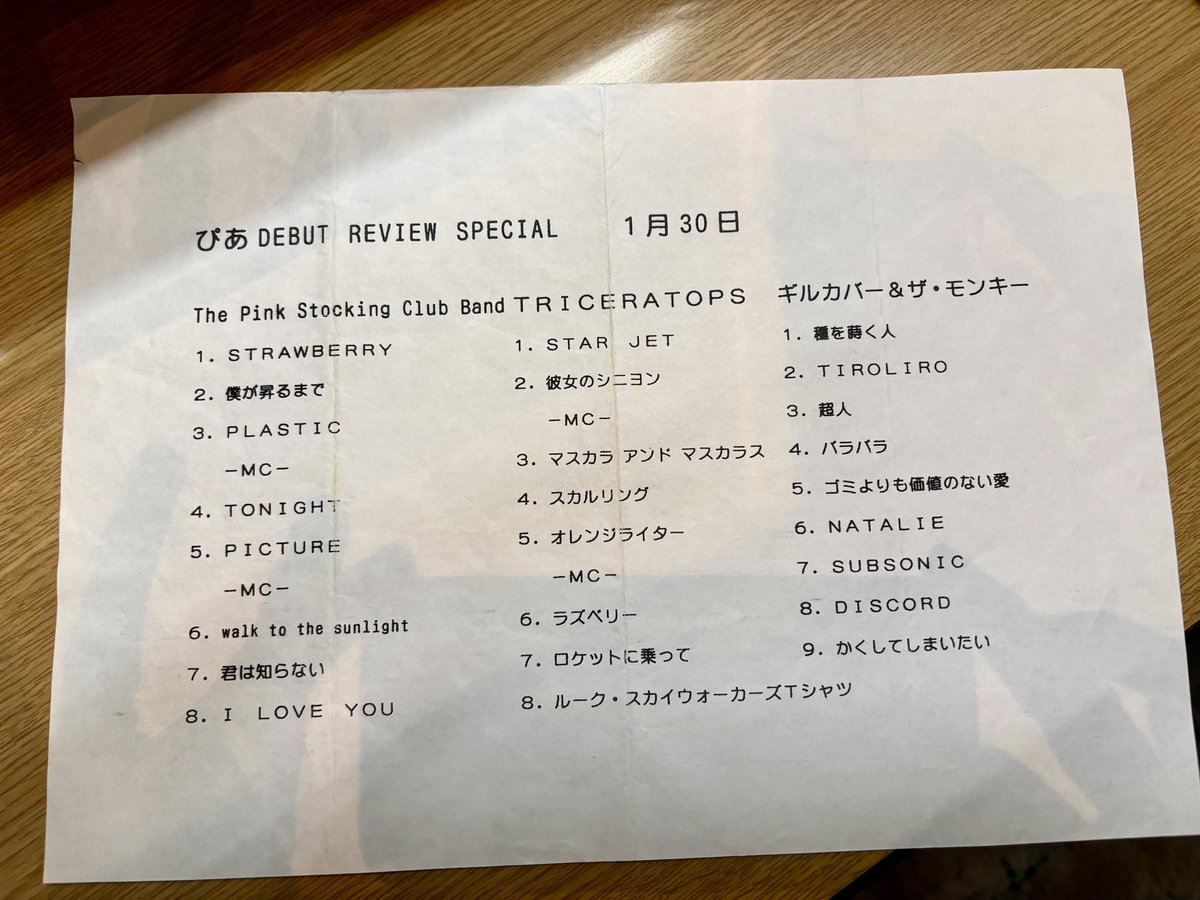 ぴあ DEBUT REVIEW SPECIAL 1月30日
The Pink Stocking Club Band
1. STRAWBERRY
2. 僕が昇るまで
3. PLASTIC
－MC－
4. TONIGHT
5. PICTURE
－MC－
6. walk to the sunlight
7. 君は知らない
8. I LOVE YOU
TRICERATOPS
1. STAR JET
2. 彼女のシニヨン
－MC－
3. マスカラ アンド マスカラス
4. スカルリング
5. オレンジライター
－MC－
6. ラズベリー
7. ロケットに乗って
8. ルーク・スカイウォーカーズTシャツ
ギルカバー＆ザ・モンキー
1. 種を蒔く人
2. TIROLIRO
3. 超人
4. バラバラ
5. ゴミよりも価値のない愛
6. NATALIE
7. SUBSONIC
8. DISCORD
9. かくしてしまいたい